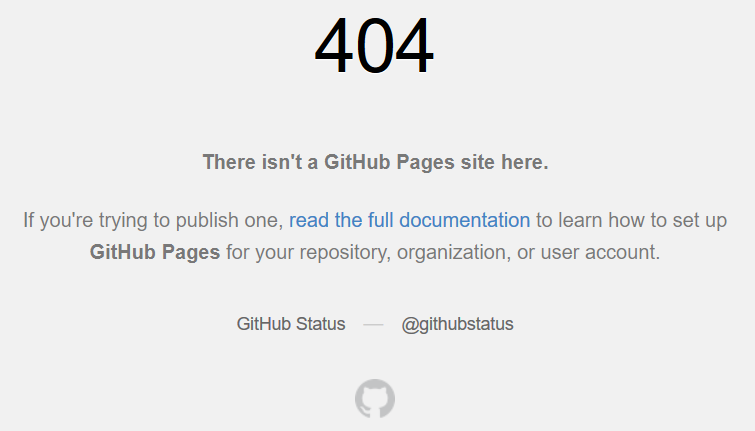 404
There isn't a GitHub Pages site here.
If you're trying to publish one, read the full documentation to learn how to set up
GitHub Pages for your repository, organization, or user account.
GitHub Status — @githubstatus